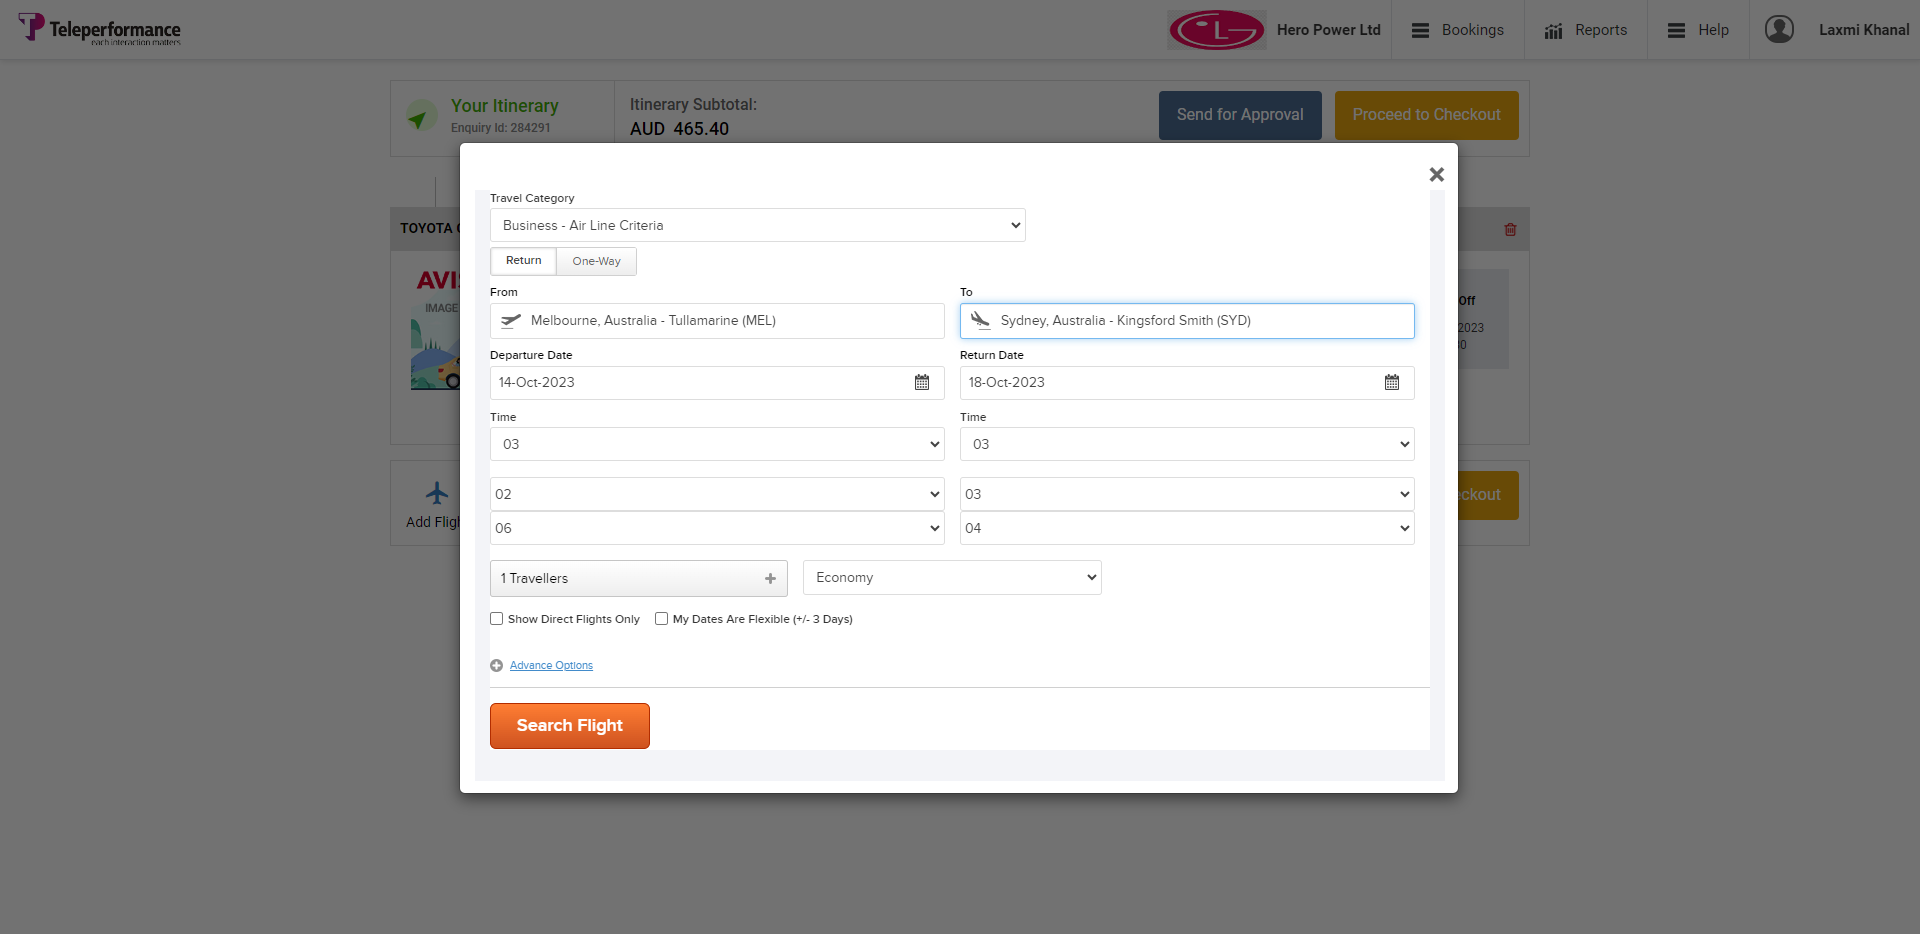 Teleperformance
each interaction matters
LG
Hero Power Ltd
Bookings
Reports
Help
Laxmi Khanal
Your Itinerary
Enquiry Id: 284291
Itinerary Subtotal:
AUD 465.40
Send for Approval
Proceed to Checkout
TOYOTA
AVIS
IMAGE
Off
2023
Add Fligh
eckout
Travel Category
Business - Air Line Criteria
Return
One-Way
From
To
Melbourne, Australia - Tullamarine (MEL)
Sydney, Australia - Kingsford Smith (SYD)
Departure Date
Return Date
14-Oct-2023
18-Oct-2023
Time
Time
03
03
02
03
06
04
1 Travellers
Economy
Show Direct Flights Only
My Dates Are Flexible (+/- 3 Days)
Advance Options
Search Flight